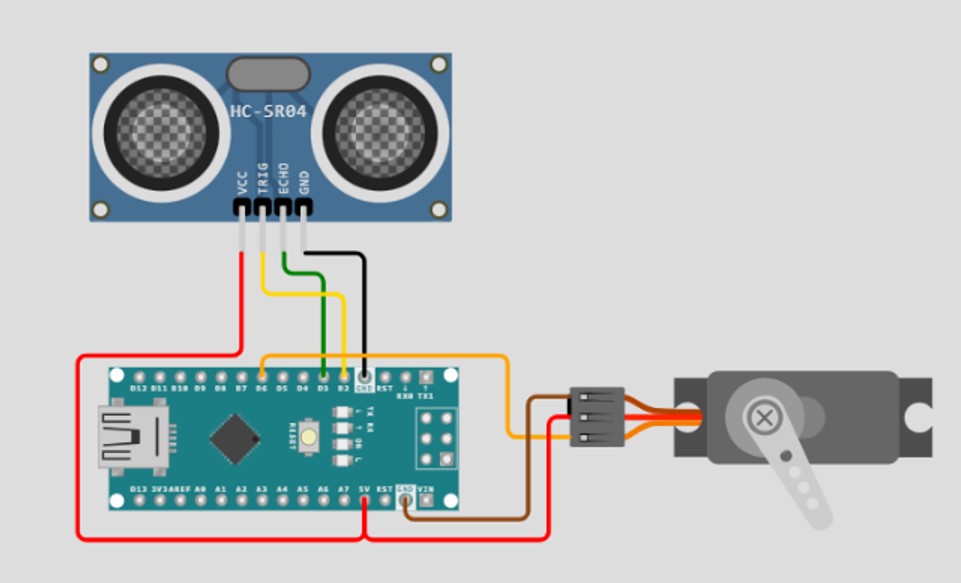 HC-SR04
VCC
TRIG
ECHO
GND
D12 D11 D10 D9 D8 D7 D6 D5 D4 D3 D2 GND RST RX0 TX1
RESET
TX RX ON L
D13 3V3 AREF A0 A1 A2 A3 A4 A5 A6 A7 5V RST GND VIN